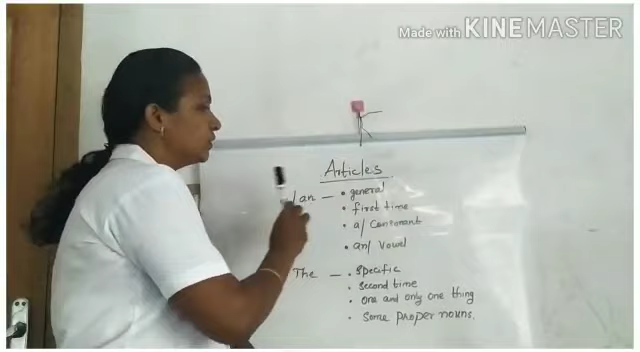 Made with KINEMASTER
Articles
/an – • general
• first time
• a/ Consonant
• an/ Vowel
The – • Specific
• Second time
• One and only one thing
• Some proper nouns.